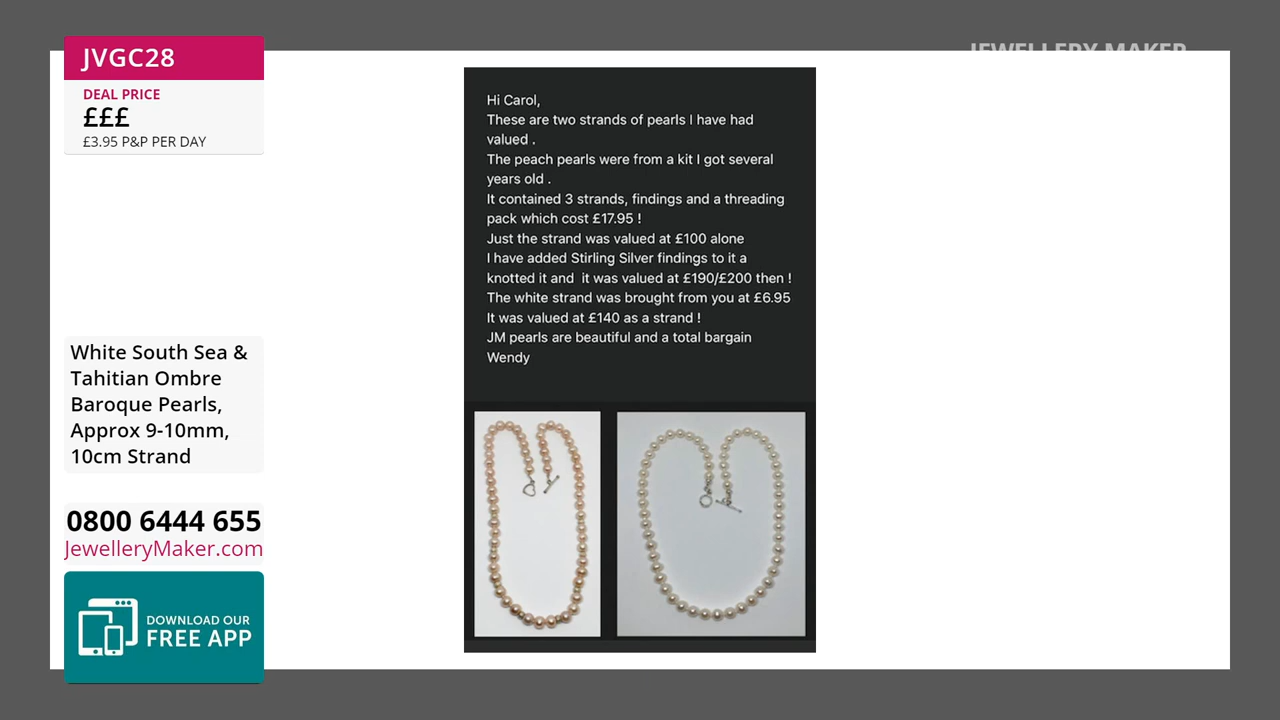 JEWELLERY MAKER
JVGC28
DEAL PRICE
£££
£3.95 P&P PER DAY
White South Sea &
Tahitian Ombre
Baroque Pearls,
Approx 9-10mm,
10cm Strand
0800 6444 655
JewelleryMaker.com
DOWNLOAD OUR
FREE APP
Hi Carol,
These are two strands of pearls I have had
valued .
The peach pearls were from a kit I got several
years old .
It contained 3 strands, findings and a threading
pack which cost £17.95 !
Just the strand was valued at £100 alone
I have added Stirling Silver findings to it a
knotted it and  it was valued at £190/£200 then !
The white strand was brought from you at £6.95
It was valued at £140 as a strand !
JM pearls are beautiful and a total bargain
Wendy